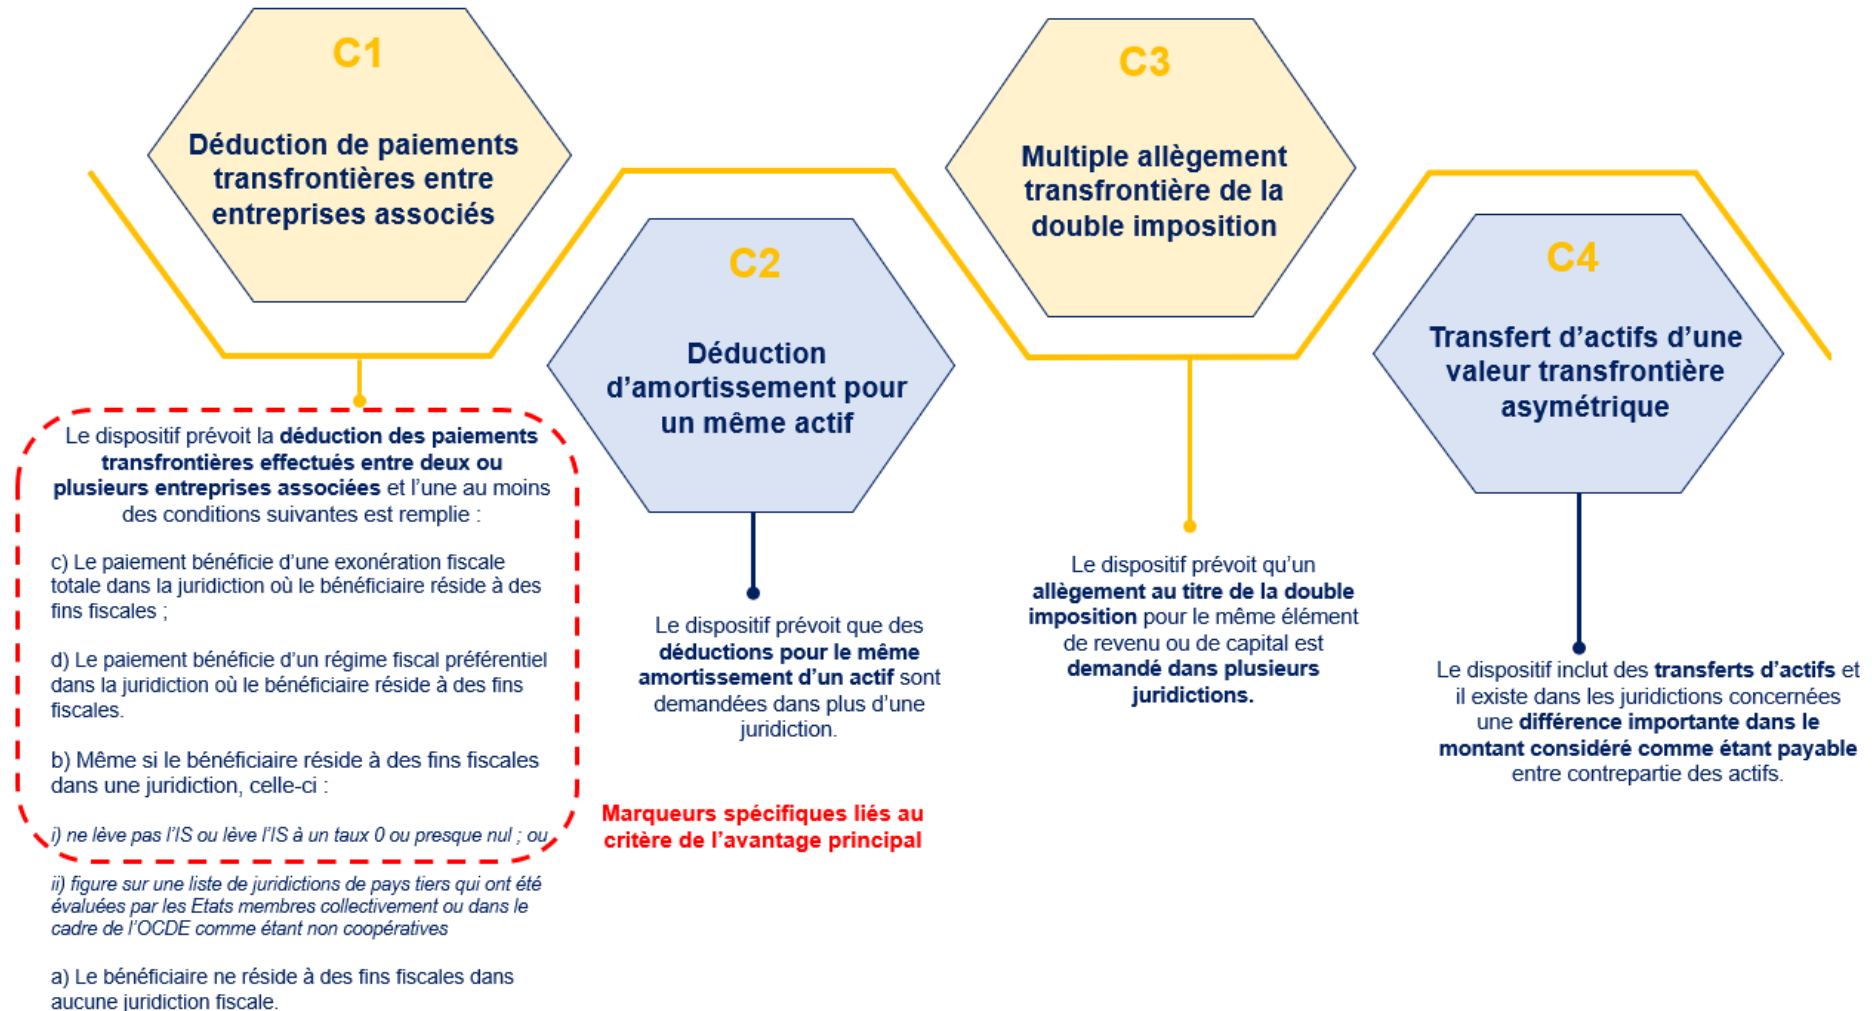 C1
Déduction de paiements
transfrontières entre
entreprises associés
Le dispositif prévoit la déduction des paiements
transfrontières effectués entre deux ou
plusieurs entreprises associées et l’une au moins
des conditions suivantes est remplie :
c) Le paiement bénéficie d’une exonération fiscale
totale dans la juridiction où le bénéficiaire réside à des
fins fiscales ;
d) Le paiement bénéficie d’un régime fiscal préférentiel
dans la juridiction où le bénéficiaire réside à des fins
fiscales.
b) Même si le bénéficiaire réside à des fins fiscales
dans une juridiction, celle-ci :
i) ne lève pas l’IS ou lève l’IS à un taux 0 ou presque nul ; ou
ii) figure sur une liste de juridictions de pays tiers qui ont été
évaluées par les Etats membres collectivement ou dans le
cadre de l’OCDE comme étant non coopératives
a) Le bénéficiaire ne réside à des fins fiscales dans
aucune juridiction fiscale.
C2
Déduction
d’amortissement pour
un même actif
Le dispositif prévoit que des
déductions pour le même
amortissement d’un actif sont
demandées dans plus d’une
juridiction.
Marqueurs spécifiques liés au
critère de l’avantage principal
C3
Multiple allègement
transfrontière de la
double imposition
Le dispositif prévoit qu’un
allègement au titre de la double
imposition pour le même élément
de revenu ou de capital est
demandé dans plusieurs
juridictions.
C4
Transfert d’actifs d’une
valeur transfrontière
asymétrique
Le dispositif inclut des transferts d’actifs et
il existe dans les juridictions concernées
une différence importante dans le
montant considéré comme étant payable
entre contrepartie des actifs.